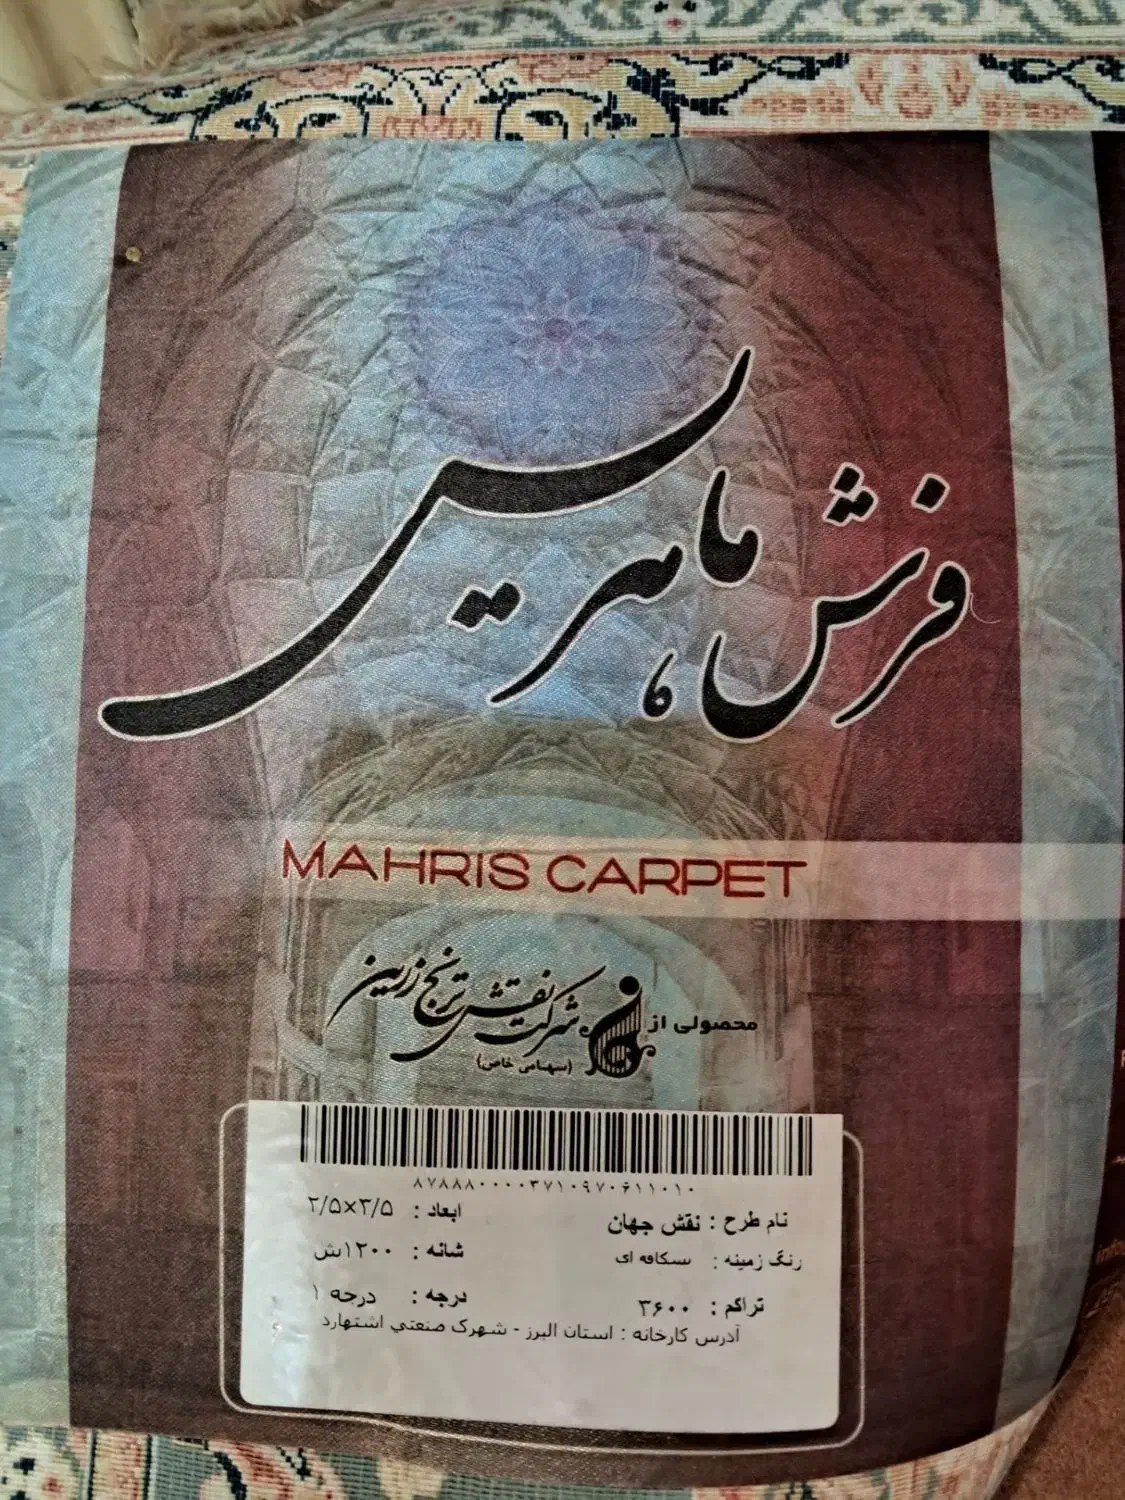 فرش ماهریس
MAHRIS CARPET
محصولی از شرکت نقش ترنج زرین
(سهامی خاص)
۸۷۸۸۸۰۰۰۰۳۷۱۰۹۷۰۶۱۱۰۱۰
نام طرح : نقش جهان ابعاد : ۲/۵×۳/۵
رنگ زمینه : سکافه ای شانه : ۱۲۰۰ش
تراکم : ۳۶۰۰ درجه : درجه ۱
آدرس کارخانه : استان البرز - شهرک صنعتي اشتهارد